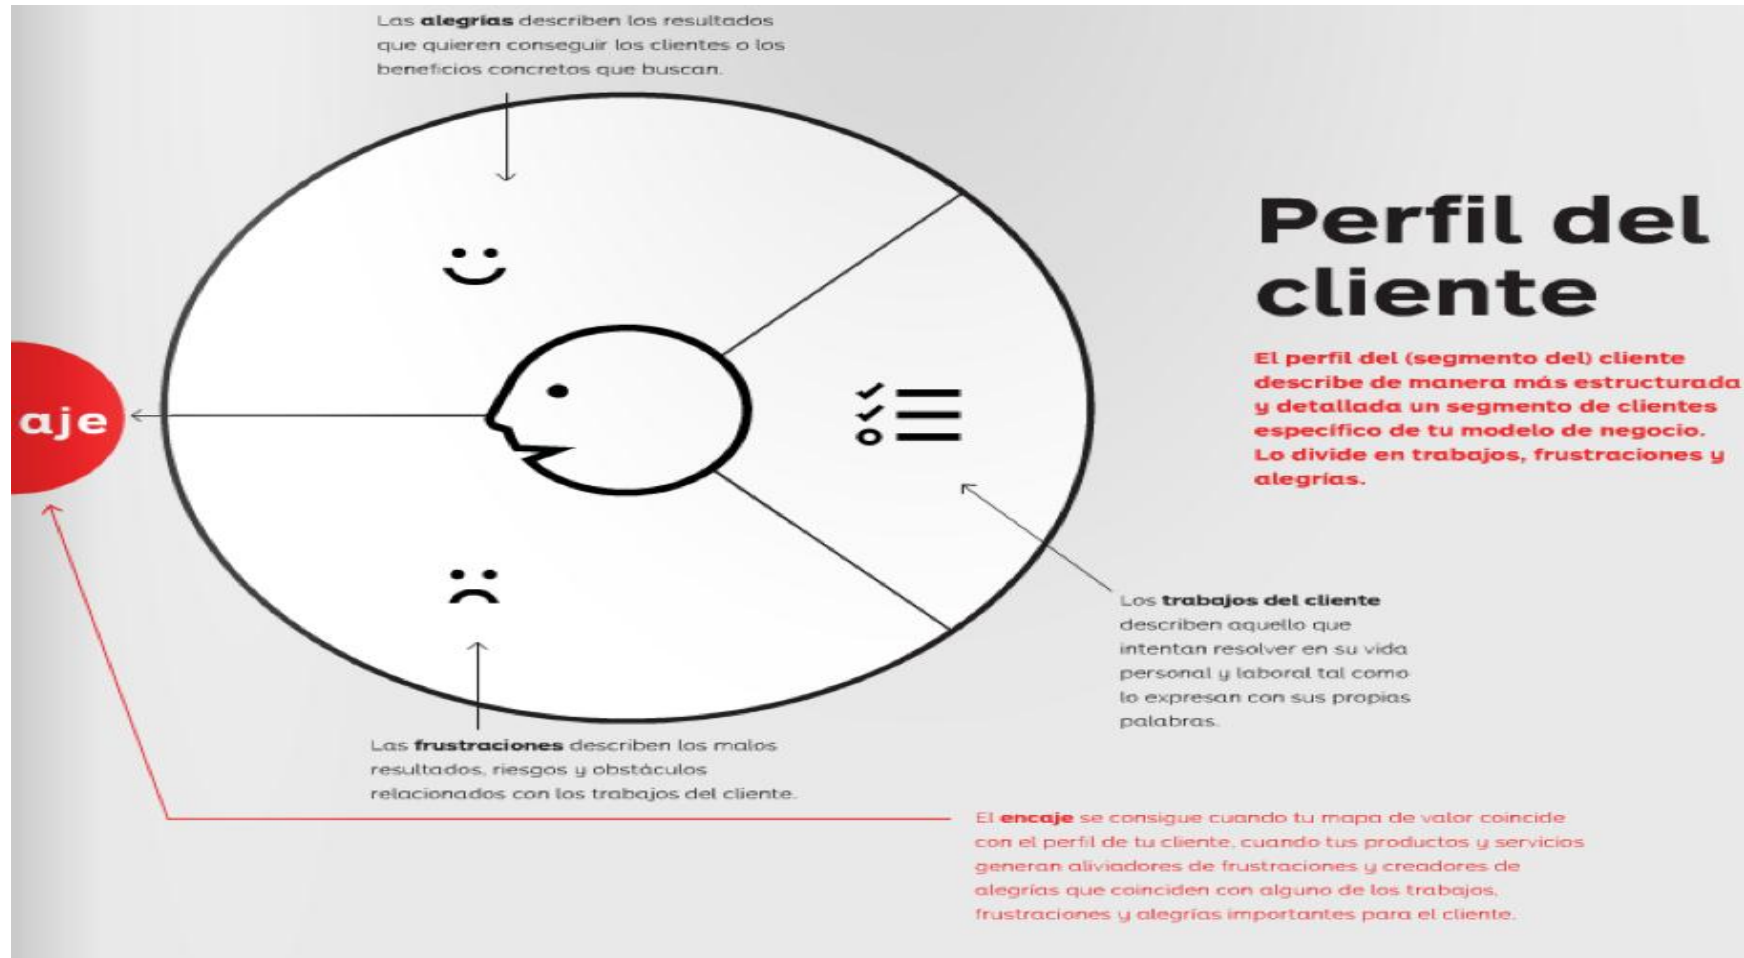 Las alegrías describen los resultados
que quieren conseguir los clientes o los
beneficios concretos que buscan.
Perfil del
cliente
El perfil del (segmento del) cliente
describe de manera más estructurada
y detallada un segmento de clientes
específico de tu modelo de negocio.
Lo divide en trabajos, frustraciones y
alegrías.
aje
Los trabajos del cliente
describen aquello que
intentan resolver en su vida
personal y laboral tal como
lo expresan con sus propias
palabras.
Las frustraciones describen los malos
resultados, riesgos y obstáculos
relacionados con los trabajos del cliente.
El encaje se consigue cuando tu mapa de valor coincide
con el perfil de tu cliente, cuando tus productos y servicios
generan aliviadores de frustraciones y creadores de
alegrías que coinciden con alguno de los trabajos,
frustraciones y alegrías importantes para el cliente.